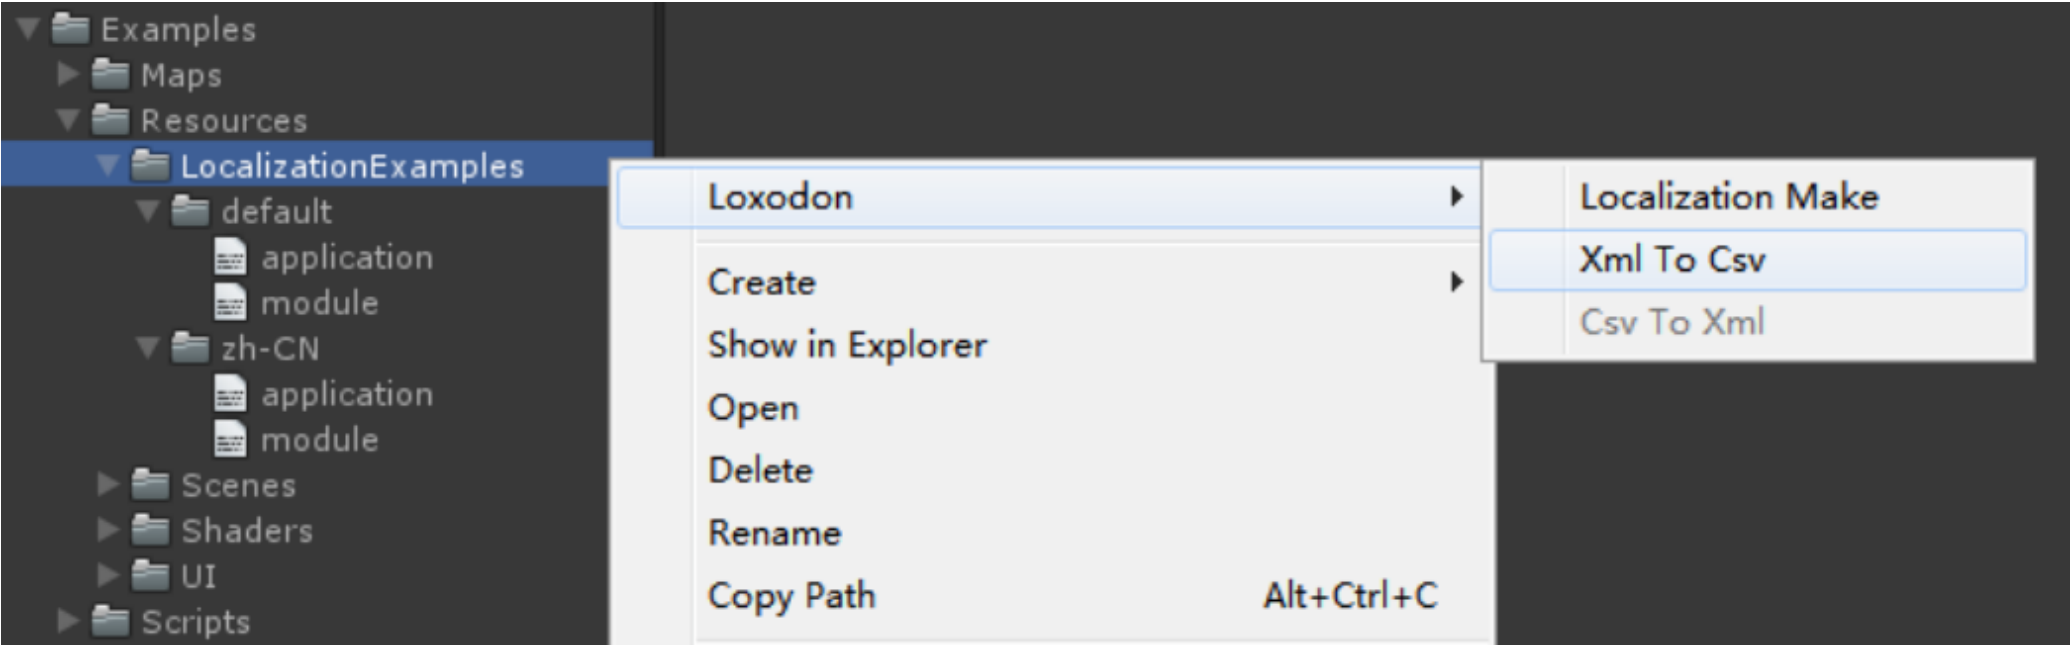 Examples
Maps
Resources
LocalizationExamples
default
application
module
zh-CN
application
module
Scenes
Shaders
UI
Scripts
Loxodon
Create
Show in Explorer
Open
Delete
Rename
Copy Path Alt+Ctrl+C
Localization Make
Xml To Csv
Csv To Xml